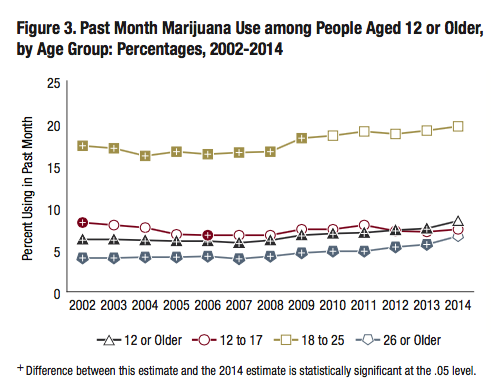 Figure 3. Past Month Marijuana Use among People Aged 12 or Older,
by Age Group: Percentages, 2002-2014
Percent Using in Past Month
25
20
15
10
5
0
2002 2003 2004 2005 2006 2007 2008 2009 2010 2011 2012 2013 2014
12 or Older 12 to 17 18 to 25 26 or Older
+ Difference between this estimate and the 2014 estimate is statistically significant at the .05 level.